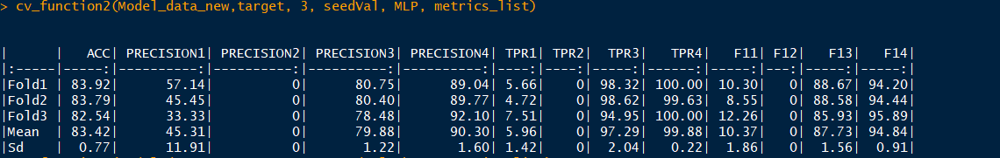 > cv_function2(Model_data_new,target, 3, seedVal, MLP, metrics_list)
|      |   ACC| PRECISION1| PRECISION2| PRECISION3| PRECISION4| TPR1| TPR2|  TPR3|   TPR4|   F11| F12|   F13|   F14|
|:-----|-----:|----------:|----------:|----------:|----------:|----:|----:|-----:|------:|-----:|---:|-----:|-----:|
|Fold1 | 83.92|      57.14|          0|      80.75|      89.04| 5.66|    0| 98.32| 100.00| 10.30|   0| 88.67| 94.20|
|Fold2 | 83.79|      45.45|          0|      80.40|      89.77| 4.72|    0| 98.62|  99.63|  8.55|   0| 88.58| 94.44|
|Fold3 | 82.54|      33.33|          0|      78.48|      92.10| 7.51|    0| 94.95| 100.00| 12.26|   0| 85.93| 95.89|
|Mean  | 83.42|      45.31|          0|      79.88|      90.30| 5.96|    0| 97.29|  99.88| 10.37|   0| 87.73| 94.84|
|Sd    |  0.77|      11.91|          0|       1.22|       1.60| 1.42|    0|  2.04|   0.22|  1.86|   0|  1.56|  0.91|